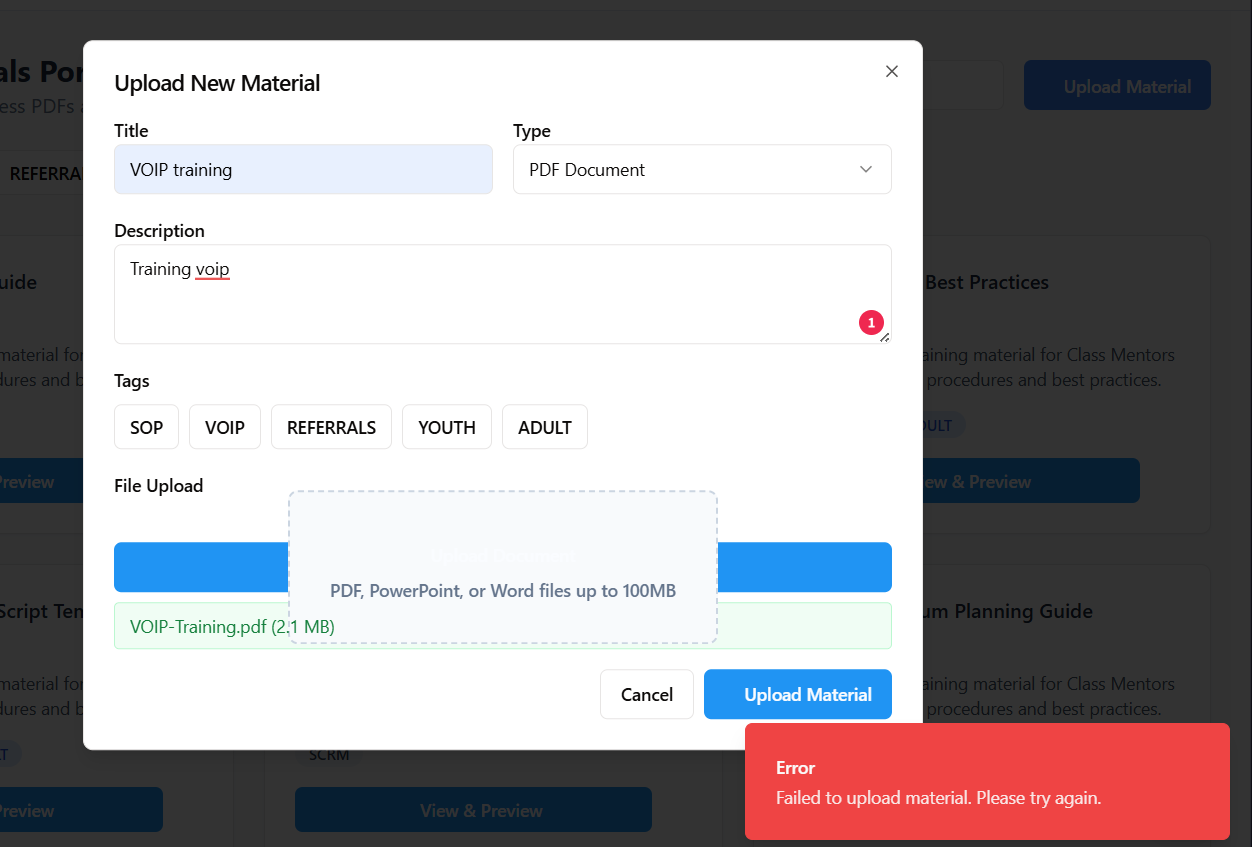 als Por
ess PDFs
Upload Material
REFERRA
Upload New Material
Title
Type
VOIP training
PDF Document
Description
Training voip
1
Tags
SOP
VOIP
REFERRALS
YOUTH
ADULT
File Upload
PDF, PowerPoint, or Word files up to 100MB
VOIP-Training.pdf (2.1 MB)
Cancel
Upload Material
Error
Failed to upload material. Please try again.
uide
Best Practices
material for
aining material for Class Mentors
dures and b
procedures and best practices.
DULT
Preview
ew & Preview
Script Tem
um Planning Guide
material for
aining material for Class Mentors
dures and b
procedures and best practices.
LT
SCRM
Preview
View & Preview